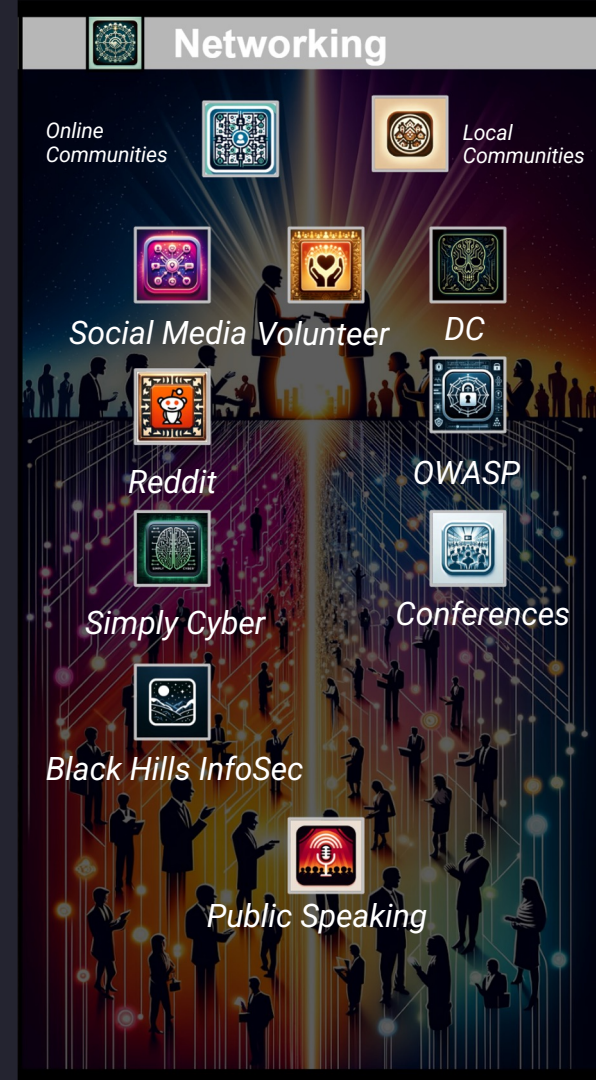 Networking
Online
Communities
Local
Communities
Social Media
Volunteer
DC
Reddit
OWASP
Simply Cyber
Conferences
Black Hills InfoSec
Public Speaking